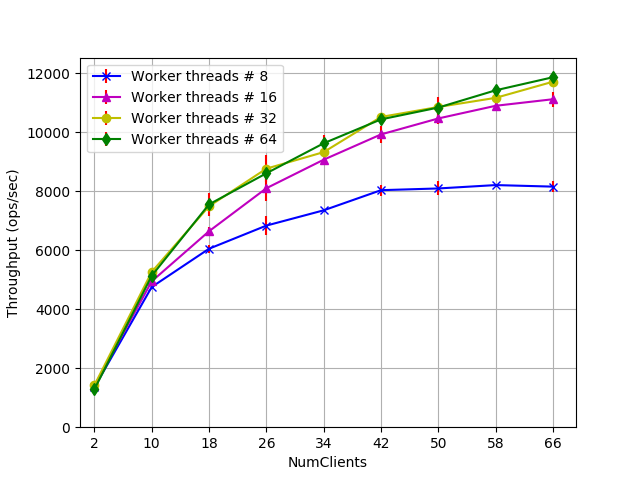 12000
10000
8000
6000
4000
2000
0
Throughput (ops/sec)
Worker threads # 8
Worker threads # 16
Worker threads # 32
Worker threads # 64
2 10 18 26 34 42 50 58 66
NumClients